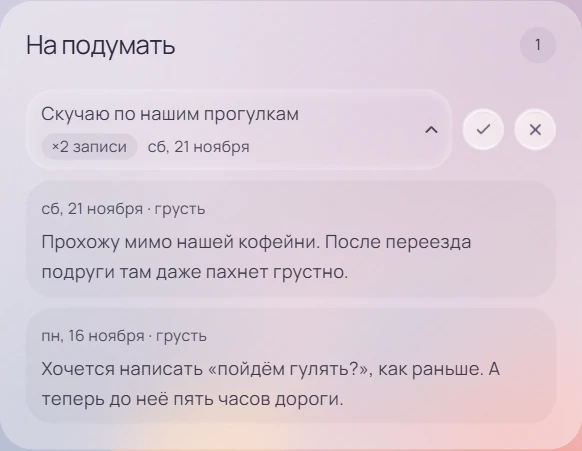 На подумать
1
Скучаю по нашим прогулкам
×2 записи сб, 21 ноября
сб, 21 ноября · грусть
Прохожу мимо нашей кофейни. После переезда
подруги там даже пахнет грустно.
пн, 16 ноября · грусть
Хочется написать «пойдём гулять?», как раньше. А
теперь до неё пять часов дороги.